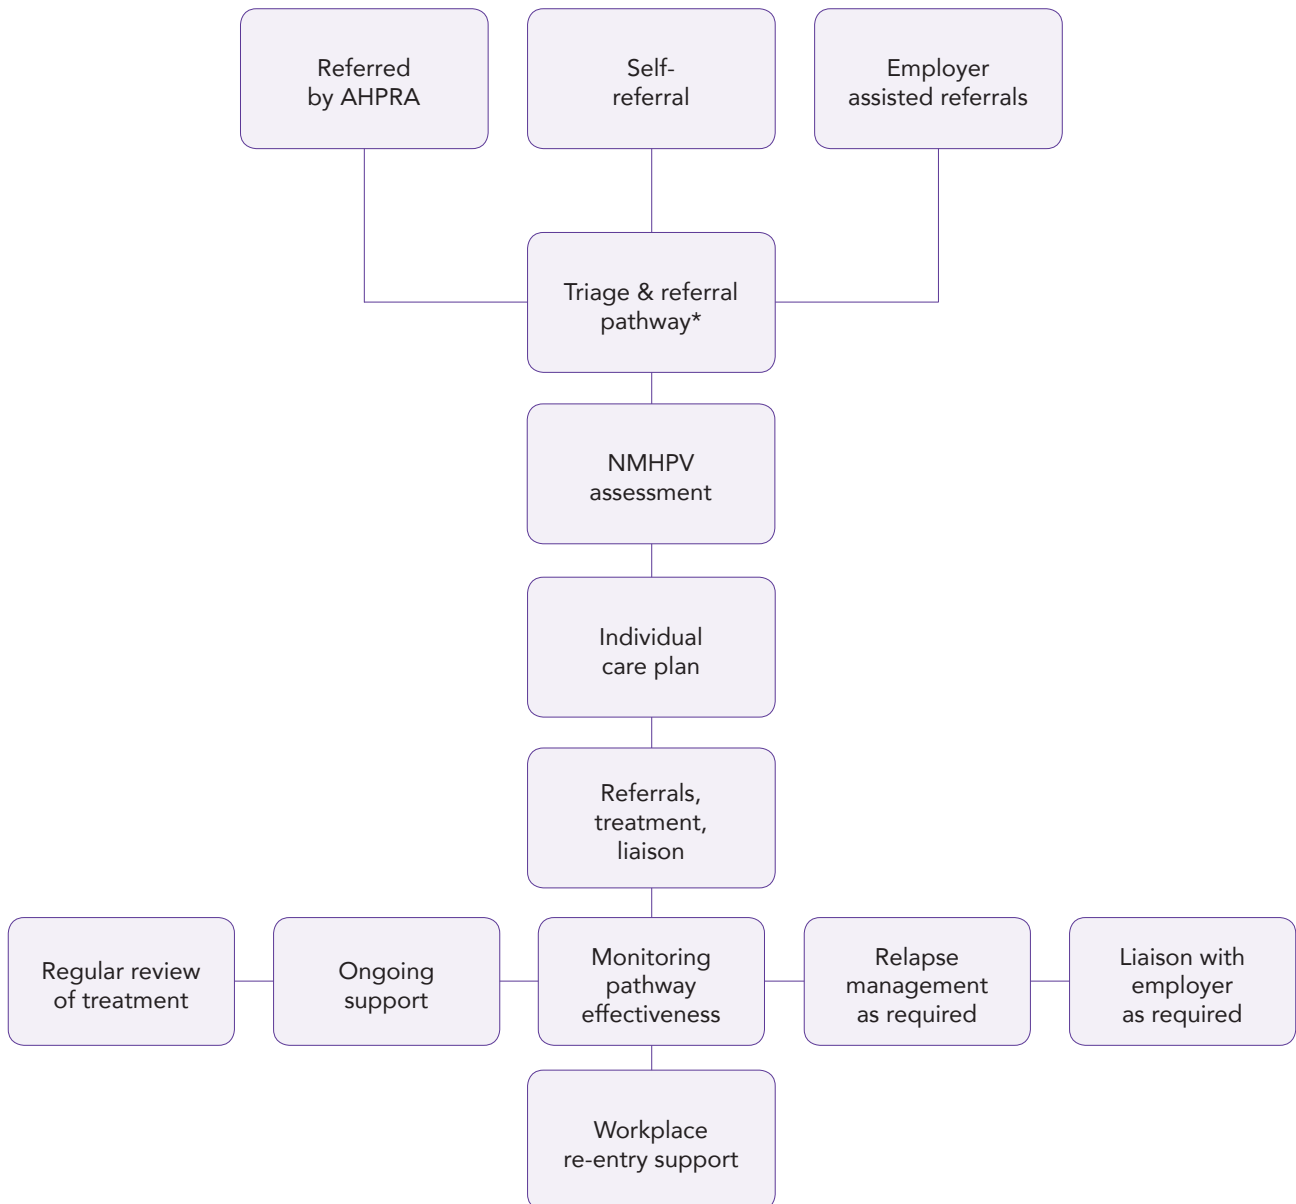 Referred
by AHPRA
Self-
referral
Employer
assisted referrals
Triage & referral
pathway*
NMHPV
assessment
Individual
care plan
Referrals,
treatment,
liaison
Regular review
of treatment
Ongoing
support
Monitoring
pathway
effectiveness
Relapse
management
as required
Liaison with
employer
as required
Workplace
re-entry support